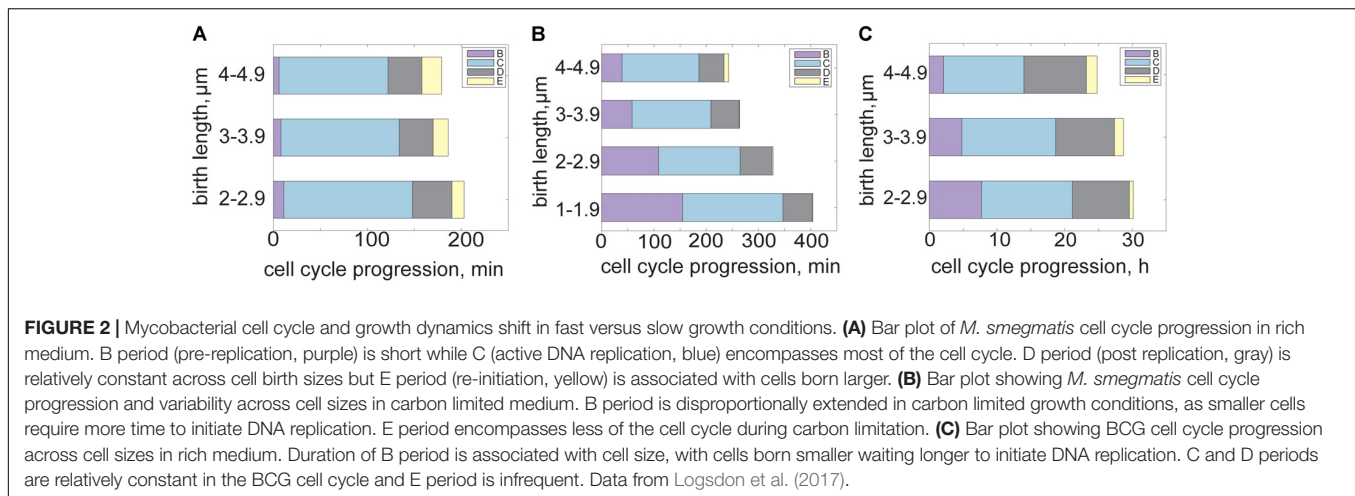 A
B
C
D
E
4-4.9
3-3.9
2-2.9
birth length,µm
0
100
200
cell cycle progression, min
B
B
C
D
E
4-4.9
3-3.9
2-2.9
1-1.9
birth length,µm
0
100
200
300
400
cell cycle progression, min
C
B
C
D
E
4-4.9
3-3.9
2-2.9
birth length,µm
0
10
20
30
cell cycle progression, h
FIGURE 2 | Mycobacterial cell cycle and growth dynamics shift in fast versus slow growth conditions. (A) Bar plot of M. smegmatis cell cycle progression in rich
medium. B period (pre-replication, purple) is short while C (active DNA replication, blue) encompasses most of the cell cycle. D period (post replication, gray) is
relatively constant across cell birth sizes but E period (re-initiation, yellow) is associated with cells born larger. (B) Bar plot showing M. smegmatis cell cycle
progression and variability across cell sizes in carbon limited medium. B period is disproportionally extended in carbon limited growth conditions, as smaller cells
require more time to initiate DNA replication. E period encompasses less of the cell cycle during carbon limitation. (C) Bar plot showing BCG cell cycle progression
across cell sizes in rich medium. Duration of B period is associated with cell size, with cells born smaller waiting longer to initiate DNA replication. C and D periods
are relatively constant in the BCG cell cycle and E period is infrequent. Data from Logsdon et al. (2017).